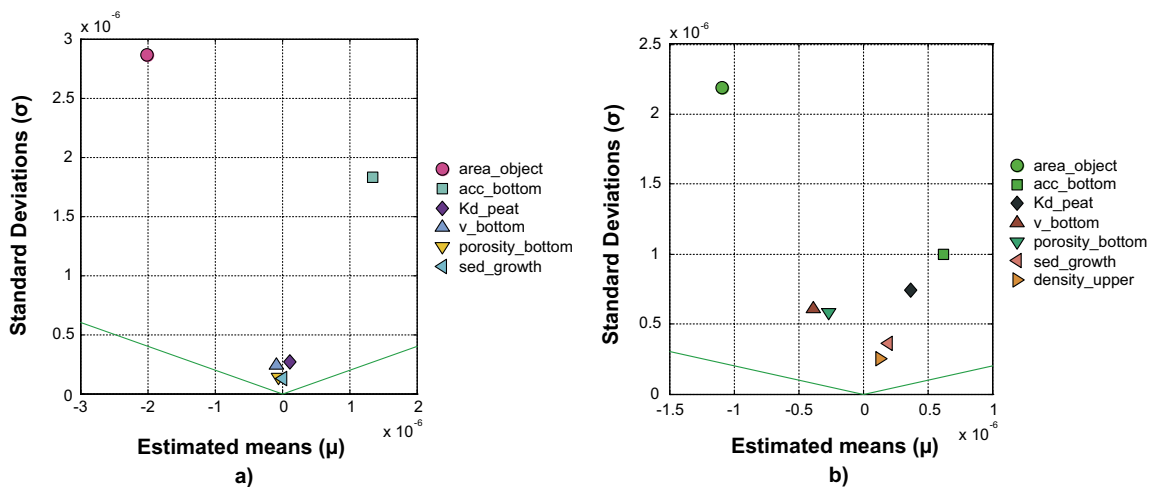 x 10⁻⁶
3
2.5
2
1.5
1
0.5
0
-3
-2
-1
0
1
2
x 10⁻⁶
Standard Deviations (σ)
Estimated means (μ)
a)
area_object
acc_bottom
Kd_peat
v_bottom
porosity_bottom
sed_growth
x 10⁻⁶
2.5
2
1.5
1
0.5
0
-1.5
-1
-0.5
0
0.5
1
x 10⁻⁶
Standard Deviations (σ)
Estimated means (μ)
b)
area_object
acc_bottom
Kd_peat
v_bottom
porosity_bottom
sed_growth
density_upper